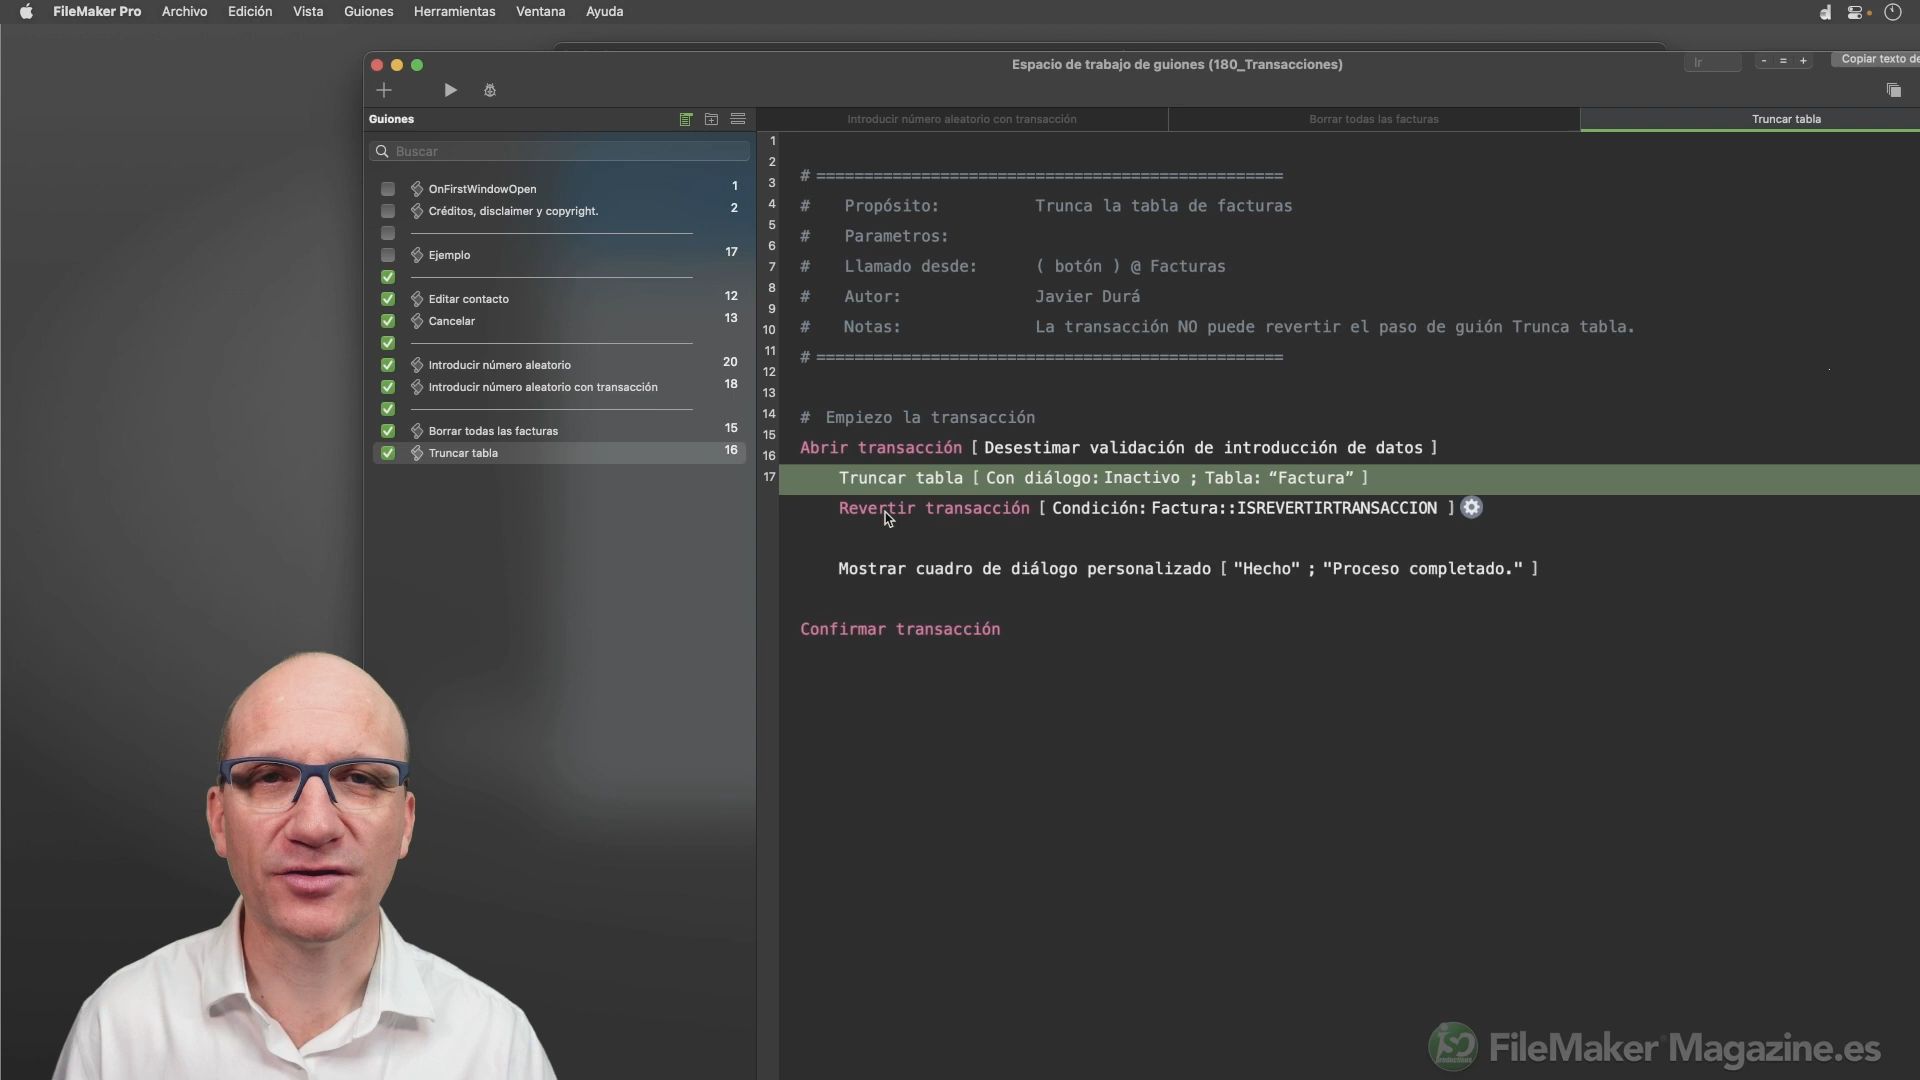 FileMaker Pro Archivo Edición Vista Guiones Herramientas Ventana Ayuda
Espacio de trabajo de guiones (180_Transacciones)
Ir
- = +
Copiar texto de
Guiones
Introducir número aleatorio con transacción
Borrar todas las facturas
Truncar tabla
Buscar
OnFirstWindowOpen 1
Créditos, disclaimer y copyright. 2
Ejemplo 17
Editar contacto 12
Cancelar 13
Introducir número aleatorio 20
Introducir número aleatorio con transacción 18
Borrar todas las facturas 15
Truncar tabla 16
1
2
3
4
5
6
7
8
9
10
11
12
13
14
15
16
17
# =================================================
# Propósito: Trunca la tabla de facturas
# Parametros:
# Llamado desde: ( botón ) @ Facturas
# Autor: Javier Durá
# Notas: La transacción NO puede revertir el paso de guión Trunca tabla.
# =================================================
# Empiezo la transacción
Abrir transacción [ Desestimar validación de introducción de datos ]
Truncar tabla [ Con diálogo: Inactivo ; Tabla: “Factura” ]
Revertir transacción [ Condición: Factura::ISREVERTIRTRANSACCION ]
Mostrar cuadro de diálogo personalizado [ "Hecho" ; "Proceso completado." ]
Confirmar transacción
iso
FileMaker Magazine.es